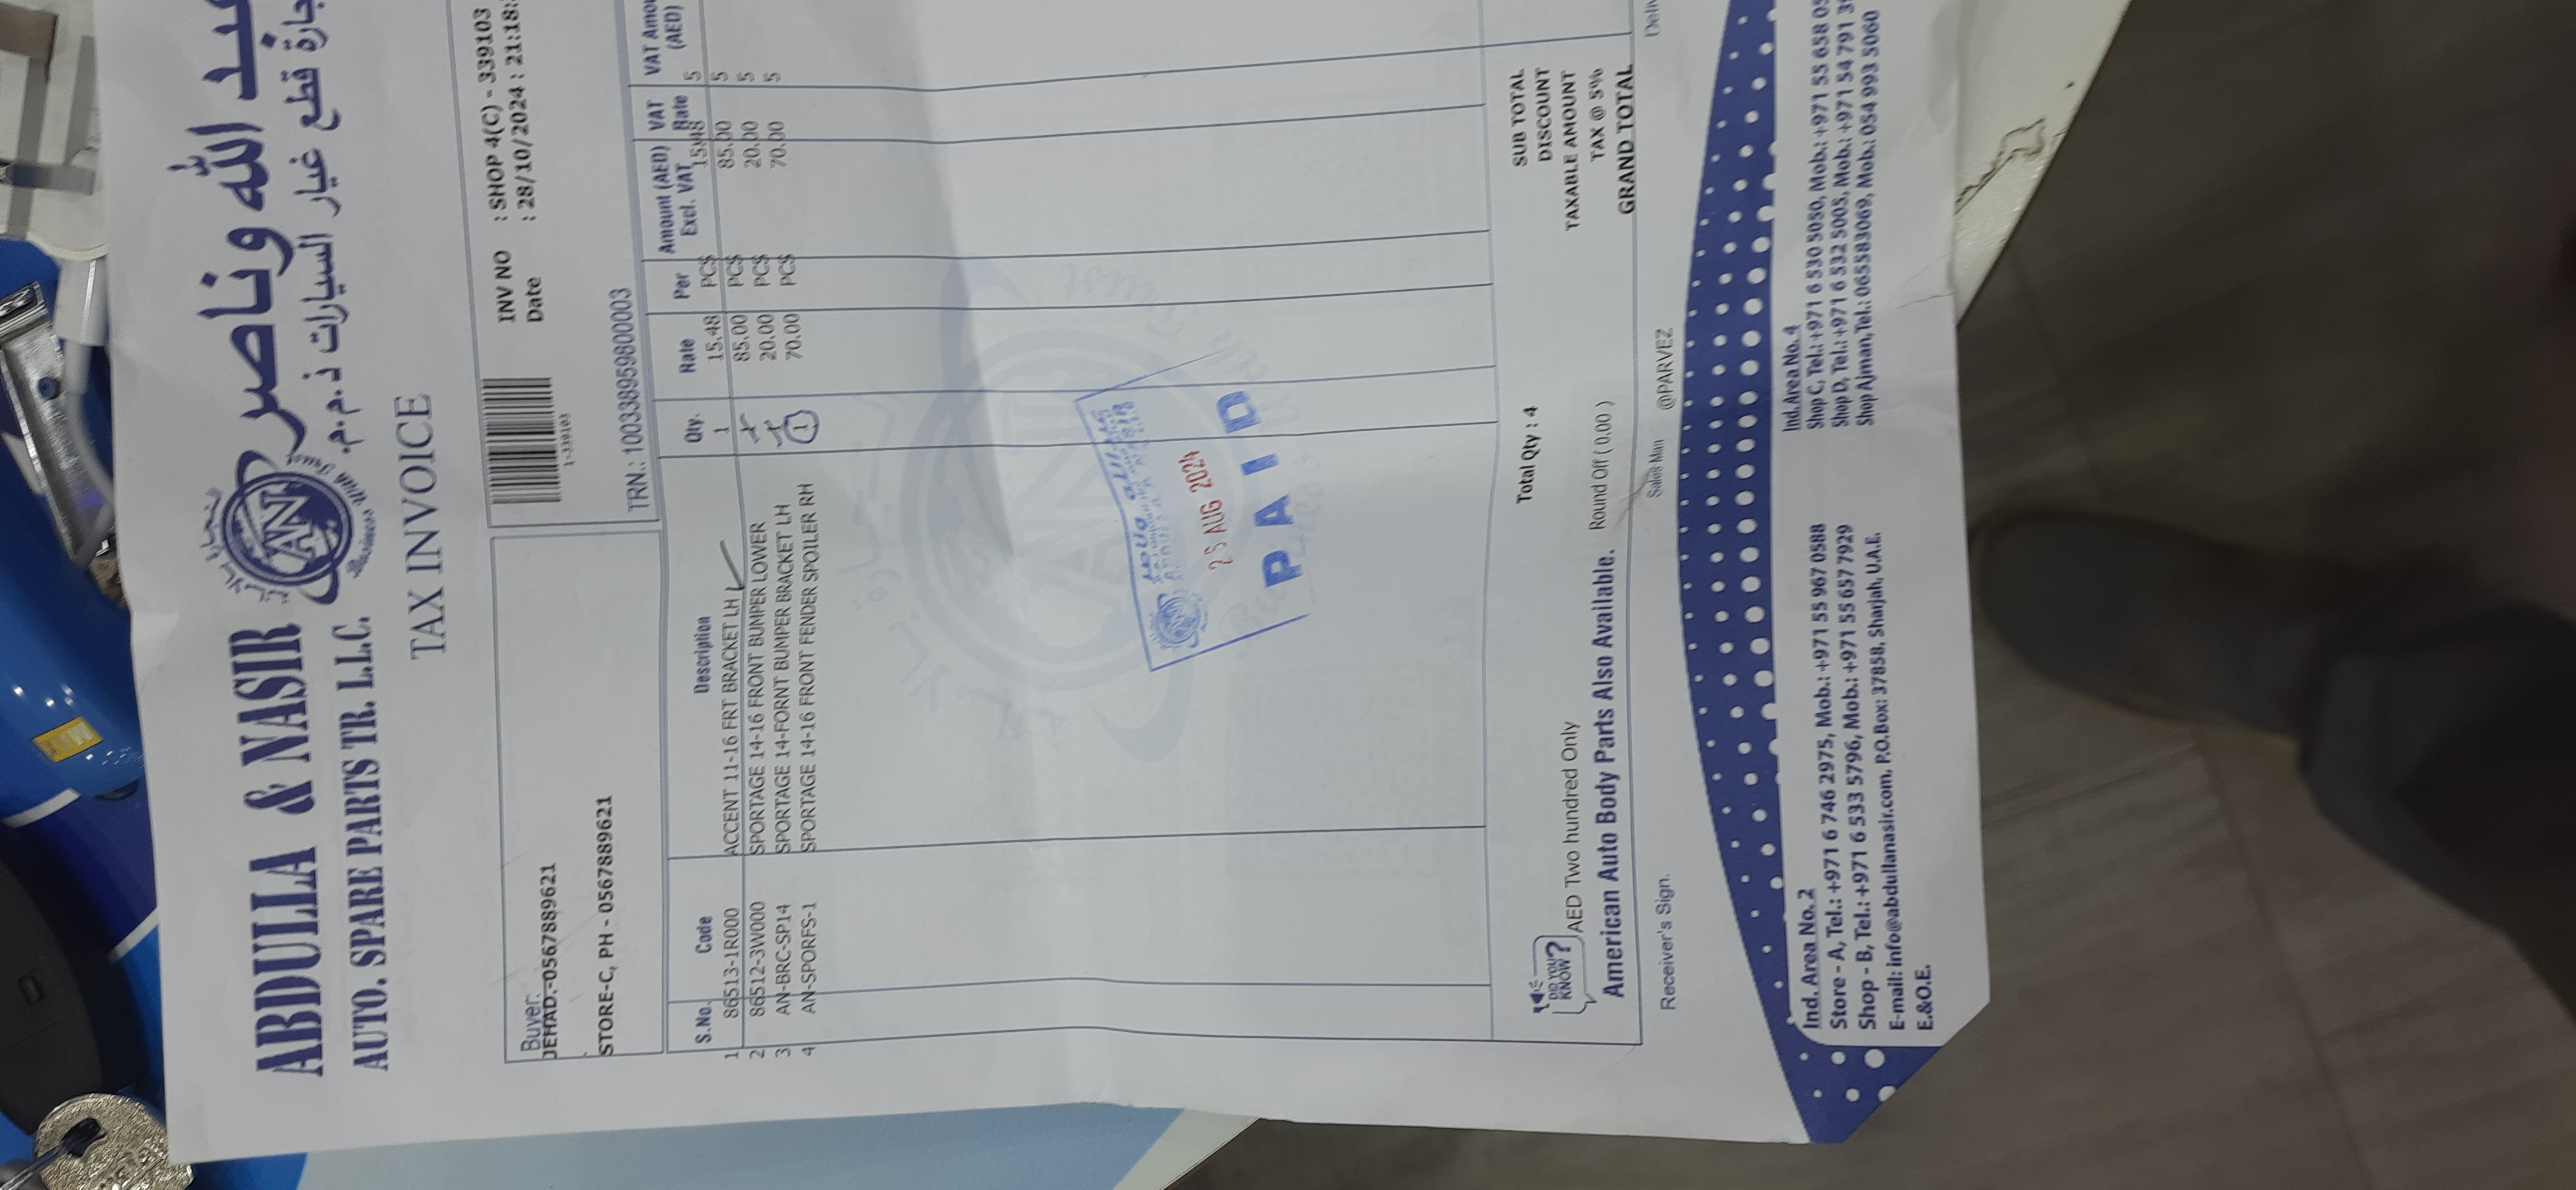 ABDULLA & NASIR
عبد الله وناصر
AUTO. SPARE PARTS TR. L.L.C.
تجارة قطع غيار السيارات ذ.م.م.
AN
TAX INVOICE
Buyer:
JEHAD.-0567889621
STORE-C, PH - 0567889621
1-339103
INV NO : SHOP 4(C) - 339103
Date : 28/10/2024 : 21:18:
TRN.: 100338959800003
S.No. Code Description Qty. Rate Per Amount (AED) Excl. VAT VAT Rate VAT Amou (AED)
1 86513-1R000 ACCENT 11-16 FRT BRACKET LH 1 15.48 PCS 15.48 5
2 86512-3W000 SPORTAGE 14-16 FRONT BUMPER LOWER 85.00 PCS 85.00 5
3 AN-BRC-SP14 SPORTAGE 14-FORNT BUMPER BRACKET LH 20.00 PCS 20.00 5
4 AN-SPORFS-1 SPORTAGE 14-16 FRONT FENDER SPOILER RH 1 70.00 PCS 70.00 5
AUG 2024
PAID
Total Qty : 4
SUB TOTAL
DISCOUNT
TAXABLE AMOUNT
TAX @ 5%
GRAND TOTAL
DID YOU KNOW?
AED Two hundred Only
American Auto Body Parts Also Available.
Round Off ( 0.00 )
Receiver's Sign.
Sales Man @PARVEZ
Ind. Area No. 2
Store - A, Tel.: +971 6 746 2975, Mob.: +971 55 967 0588
Shop - B, Tel.: +971 6 533 5796, Mob.: +971 55 657 7929
E-mail: info@abdullanasir.com, P.O.Box: 37858, Sharjah, U.A.E.
E.&O.E.
Ind. Area No. 4
Shop C, Tel.: +971 6 530 5050, Mob.: +971 55 658 05
Shop D, Tel.: +971 6 532 5005, Mob.: +971 54 791 3
Shop Ajman, Tel.: 065583069, Mob.: 054 993 5060